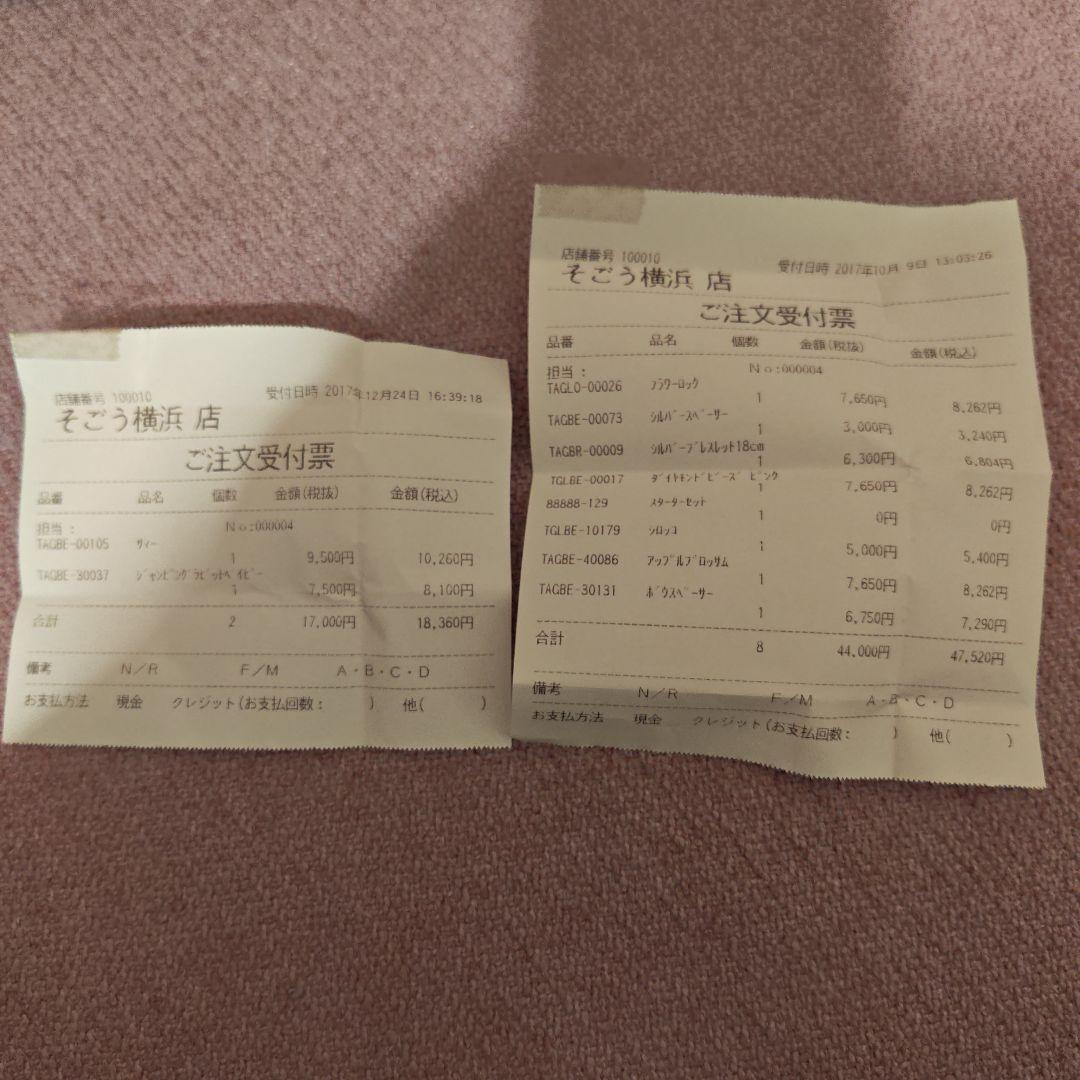 店舗番号 100010
受付日時 2017年12月24日 16:39:18
そごう横浜 店
ご注文受付票
品番 品名 個数 金額(税抜) 金額(税込)
担当: No:000004
TAGBE-00105 ｻｨｰ
1 9,500円 10,260円
TAGBE-30037 ｼﾞｬﾝﾋﾟﾝｸﾞﾗﾋﾞｯﾄﾍﾞｲﾋﾞｰ
1 7,500円 8,100円
合計 2 17,000円 18,360円
備考 N/R F/M A・B・C・D
お支払方法 現金 クレジット(お支払回数: ) 他( )
店舗番号 100010
受付日時 2017年10月 9日 13:03:26
そごう横浜 店
ご注文受付票
品番 品名 個数 金額(税抜) 金額(税込)
担当: No:000004
TAGLO-00026 ﾌﾗﾜｰﾛｯｸ
1 7,650円 8,262円
TAGBE-00073 ｼﾙﾊﾞｰｽﾍﾟｰｻｰ
1 3,000円 3,240円
TAGBR-00009 ｼﾙﾊﾞｰﾌﾞﾚｽﾚｯﾄ18cm
1 6,300円 6,804円
TGLBE-00017 ﾀﾞｲﾔﾓﾝﾄﾞﾋﾞｰｽﾞ ﾋﾟﾝｸ
1 7,650円 8,262円
88888-129 ｽﾀｰﾀｰｾｯﾄ
1 0円 0円
TGLBE-10179 ｼﾛｯｺ
1 5,000円 5,400円
TAGBE-40086 ｱｯﾌﾟﾙﾌﾞﾛｯｻﾑ
1 7,650円 8,262円
TAGBE-30131 ﾎﾞｳｽﾍﾟｰｻｰ
1 6,750円 7,290円
合計 8 44,000円 47,520円
備考 N/R F/M A・B・C・D
お支払方法 現金 クレジット(お支払回数: ) 他( )